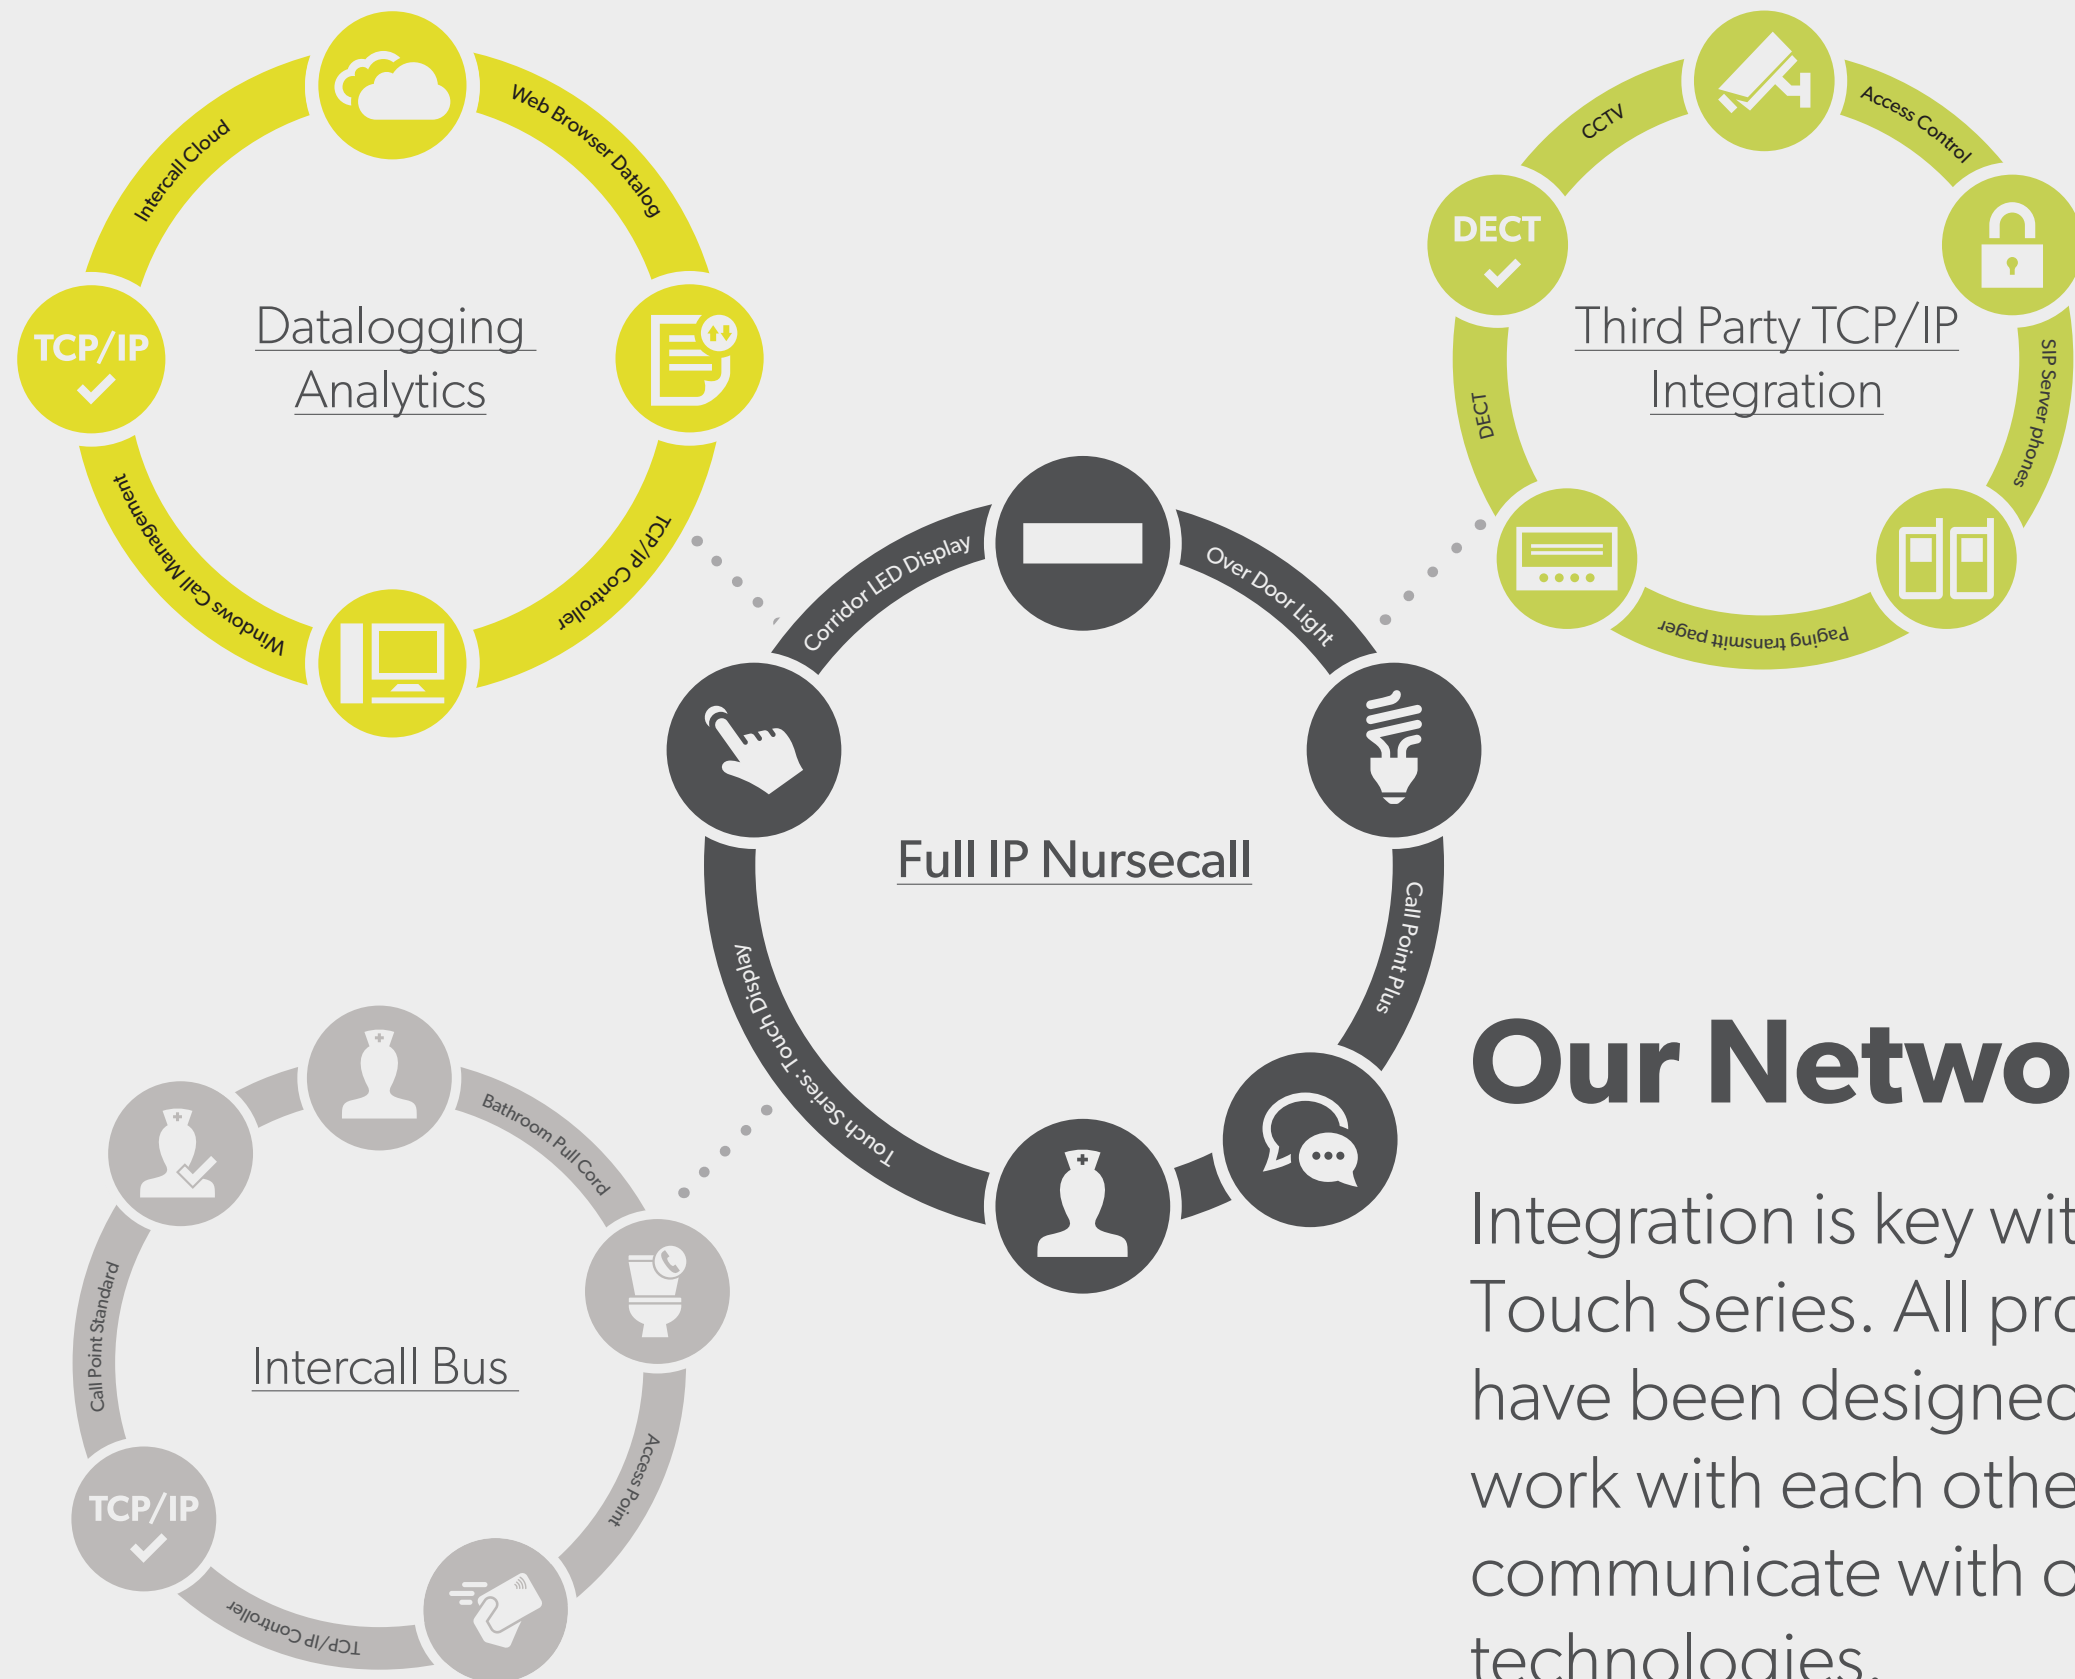 Intercall Cloud
Web Browser Datalog
TCP/IP
Datalogging
Analytics
Windows Call Management
TCP/IP Controller
CCTV
Access Control
DECT
Third Party TCP/IP
Integration
DECT
SIP Server phones
Paging transmitt pager
Corridor LED Display
Over Door Light
Full IP Nursecall
Call Point Plus
Touch Series: Touch Display
Bathroom Pull Cord
Call Point Standard
Intercall Bus
Access Point
TCP/IP
TCP/IP Controller
Our Netwo
Integration is key wit
Touch Series. All pro
have been designed
work with each othe
communicate with o
technologies.